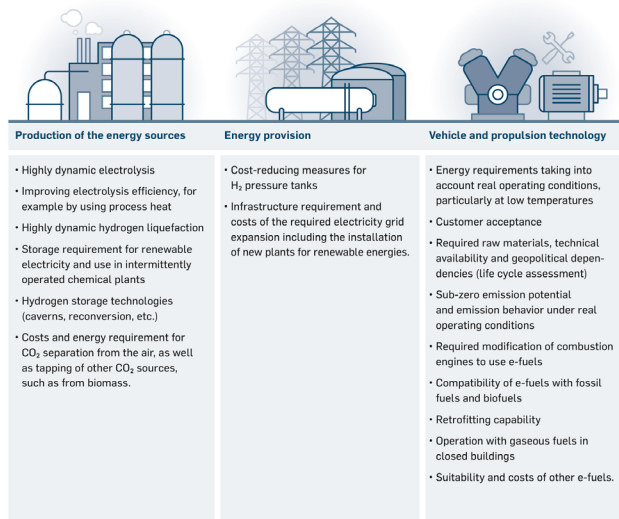 Production of the energy sources
• Highly dynamic electrolysis
• Improving electrolysis efficiency, for
example by using process heat
• Highly dynamic hydrogen liquefaction
• Storage requirement for renewable
electricity and use in intermittently
operated chemical plants
• Hydrogen storage technologies
(caverns, reconversion, etc.)
• Costs and energy requirement for
CO₂ separation from the air, as well
as tapping of other CO₂ sources,
such as from biomass.
Energy provision
• Cost-reducing measures for
H₂ pressure tanks
• Infrastructure requirement and
costs of the required electricity grid
expansion including the installation
of new plants for renewable energies.
Vehicle and propulsion technology
• Energy requirements taking into
account real operating conditions,
particularly at low temperatures
• Customer acceptance
• Required raw materials, technical
availability and geopolitical depen-
dencies (life cycle assessment)
• Sub-zero emission potential
and emission behavior under real
operating conditions
• Required modification of combustion
engines to use e-fuels
• Compatibility of e-fuels with fossil
fuels and biofuels
• Retrofitting capability
• Operation with gaseous fuels in
closed buildings
• Suitability and costs of other e-fuels.